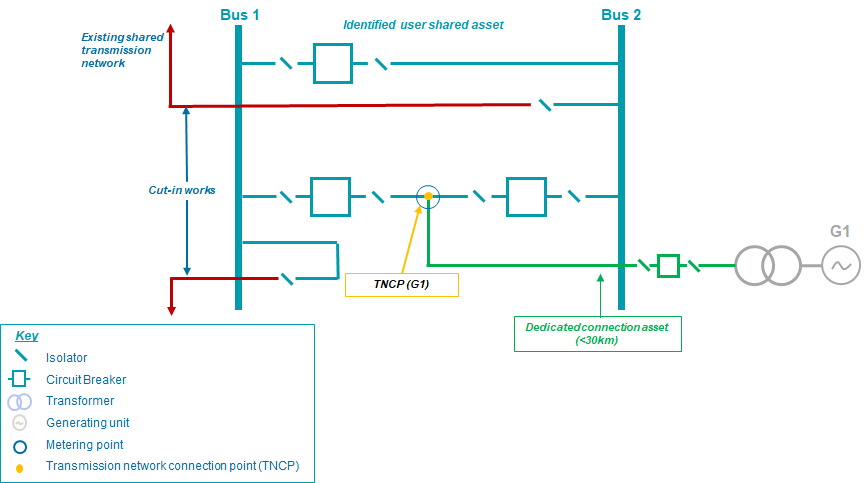 Bus 1
Identified user shared asset
Bus 2
Existing shared
transmission
network
Cut-in works
G1
TNCP (G1)
Dedicated connection asset
(<30km)
Key
Isolator
Circuit Breaker
Transformer
Generating unit
Metering point
Transmission network connection point (TNCP)